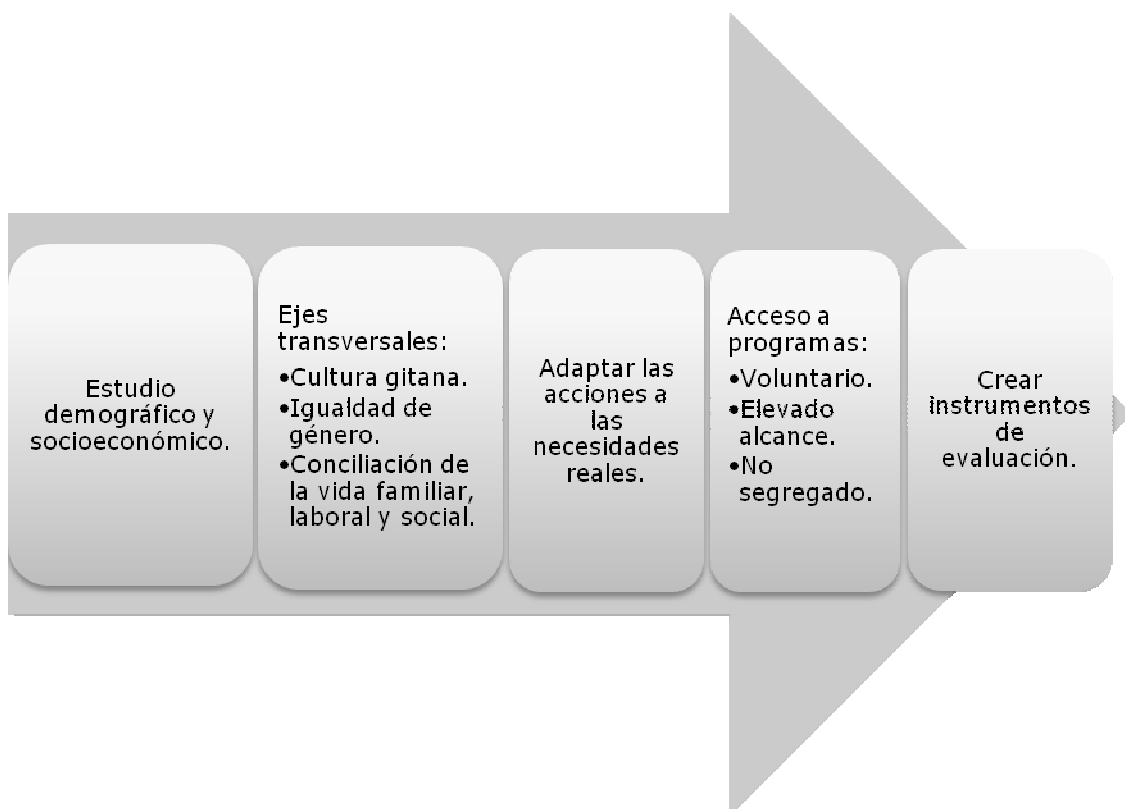 Estudio
demográfico y
socioeconómico.
Ejes
transversales:
•Cultura gitana.
•Igualdad de
género.
•Conciliación de
la vida familiar,
laboral y social.
Adaptar las
acciones a
las
necesidades
reales.
Acceso a
programas:
•Voluntario.
•Elevado
alcance.
•No
segregado.
Crear
instrumentos
de
evaluación.